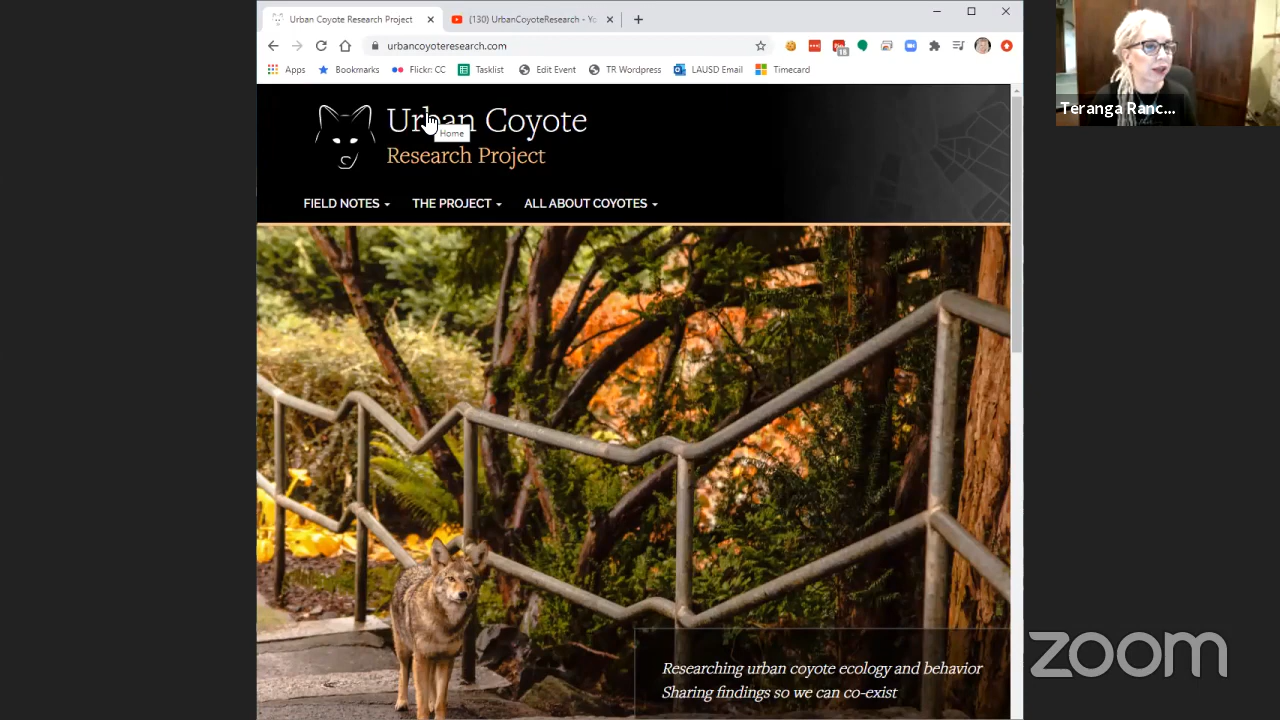 Urban Coyote Research Project
(130) UrbanCoyoteResearch - Yo
urbancoyoteresearch.com
Apps
Bookmarks
Flickr: CC
Tasklist
Edit Event
TR Wordpress
LAUSD Email
Timecard
Urban Coyote
Home
Research Project
FIELD NOTES
THE PROJECT
ALL ABOUT COYOTES
Researching urban coyote ecology and behavior
Sharing findings so we can co-exist
Teranga Ranc...
zoom